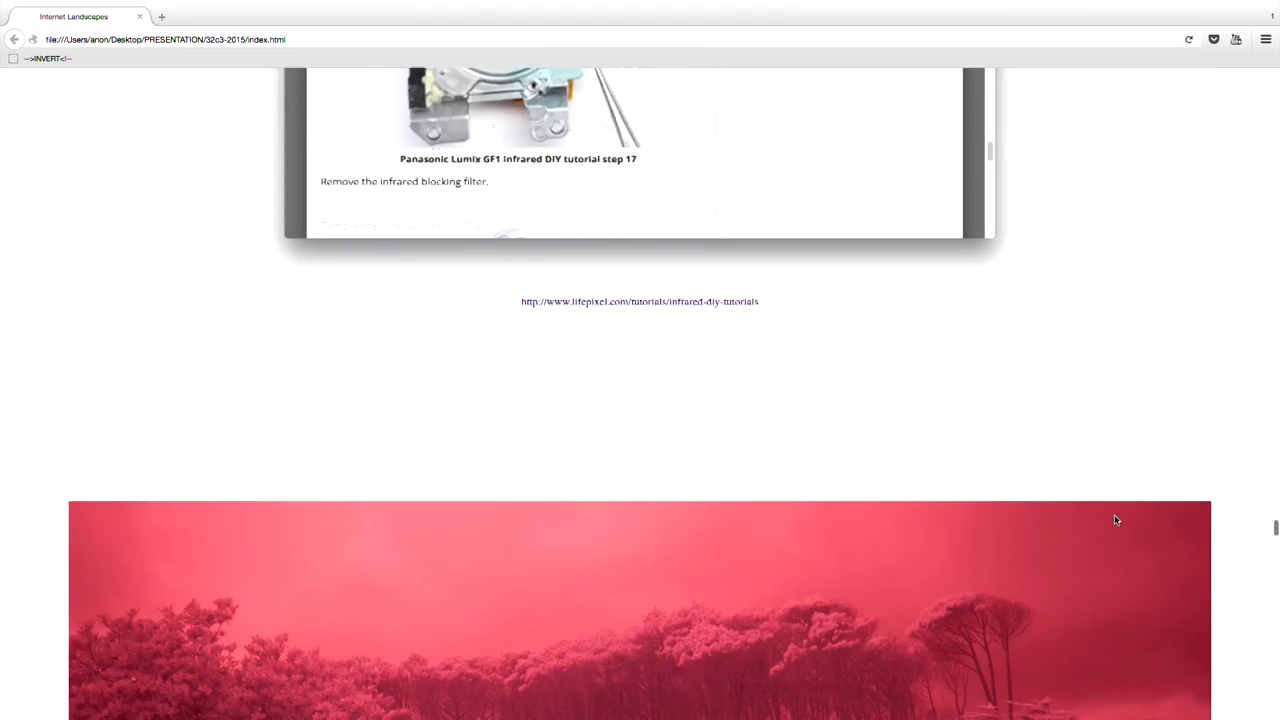 Internet Landscapes
1
file:///Users/anon/Desktop/PRESENTATION/32c3-2015/index.html
-->INVERT<!--
Panasonic Lumix GF1 infrared DIY tutorial step 17
Remove the infrared blocking filter.
http://www.lifepixel.com/tutorials/infrared-diy-tutorials